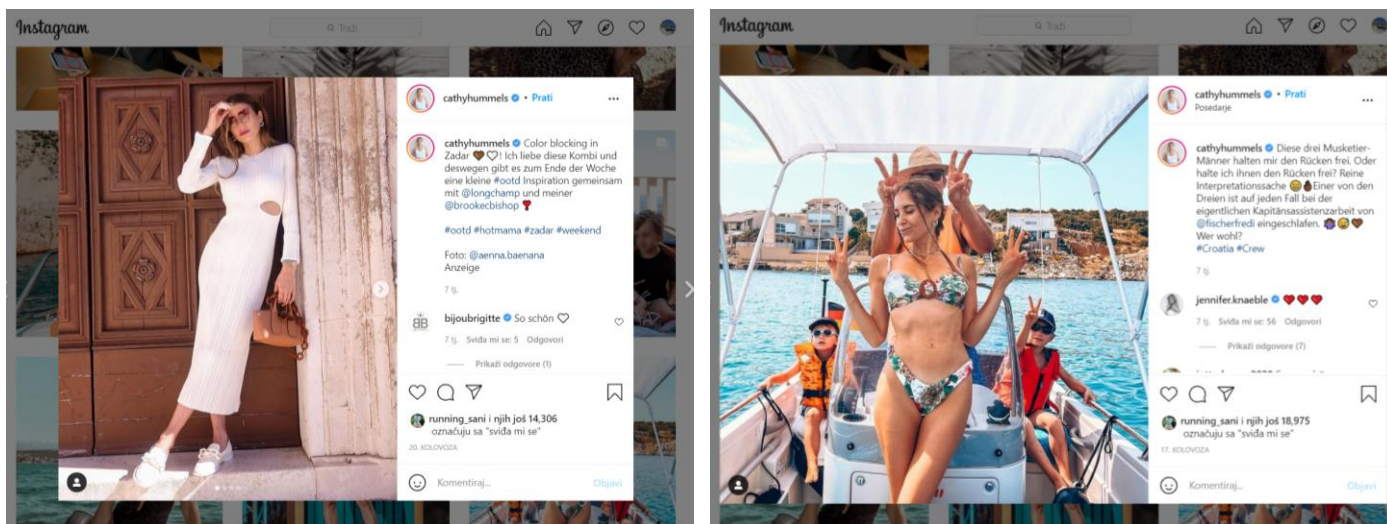 Instagram
Traži
cathyhummels • Prati
cathyhummels Color blocking in
Zadar 🤎🤍! Ich liebe diese Kombi und
deswegen gibt es zum Ende der Woche
eine kleine #ootd Inspiration gemeinsam
mit @longchamp und meiner
@brookecbishop ❣️
#ootd #hotmama #zadar #weekend
Foto: @aenna.baenana
Anzeige
7 tj.
BB
bijoubrigitte So schön 🤍
7 tj. Sviđa mi se: 5 Odgovori
Prikaži odgovore (1)
running_sani i njih još 14,306
označuju sa "sviđa mi se"
20. KOLOVOZA
Komentiraj...
Objavi
Instagram
Traži
cathyhummels • Prati
Posedarje
cathyhummels Diese drei Musketier-
Männer halten mir den Rücken frei. Oder
halte ich ihnen den Rücken frei? Reine
Interpretationssache Einer von den
Dreien ist auf jeden Fall bei der
eigentlichen Kapitänsassistenzarbeit von
@fischerfredi eingeschlafen.
Wer wohl?
#Croatia #Crew
7 tj.
jennifer.knaeble ❤️❤️❤️
7 tj. Sviđa mi se: 56 Odgovori
Prikaži odgovore (7)
running_sani i njih još 18,975
označuju sa "sviđa mi se"
17. KOLOVOZA
Komentiraj...
Objavi